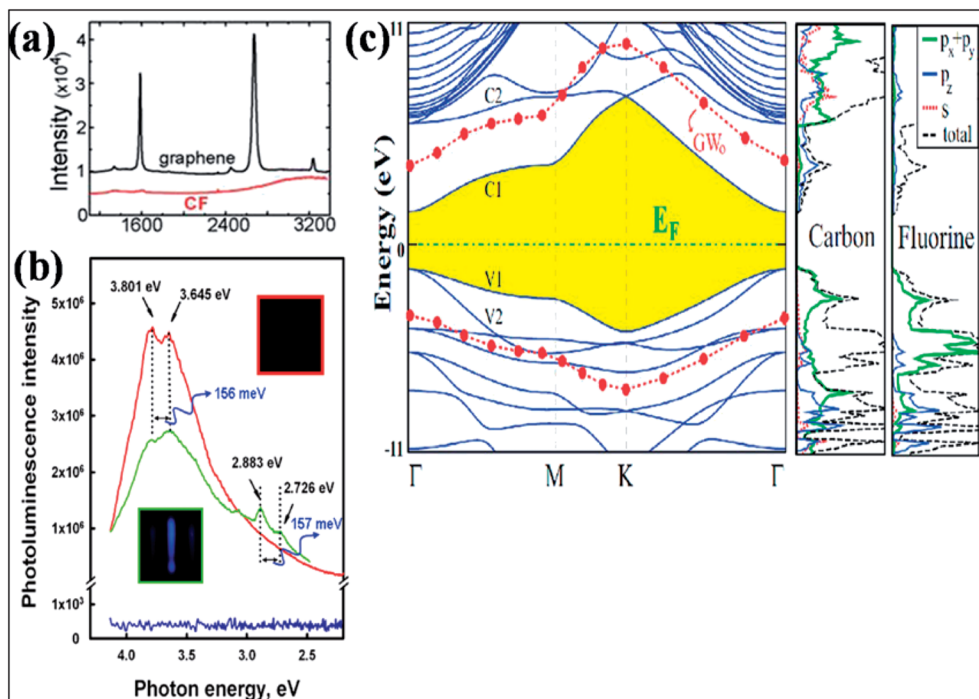 (a)
Intensity (x10⁴)
4
3
2
1
0
graphene
CF
1600
2400
3200
(b)
Photoluminescence intensity
5x10⁶
4x10⁶
3x10⁶
2x10⁶
1x10⁶
1x10³
0
3.801 eV
3.645 eV
156 meV
2.883 eV
2.726 eV
157 meV
4.0
3.5
3.0
2.5
Photon energy, eV
(c)
Energy (eV)
11
0
-11
C2
C1
GW₀
E_F
V1
V2
Γ
M
K
Γ
Carbon
Fluorine
pₓ+p_y
p_z
s
total